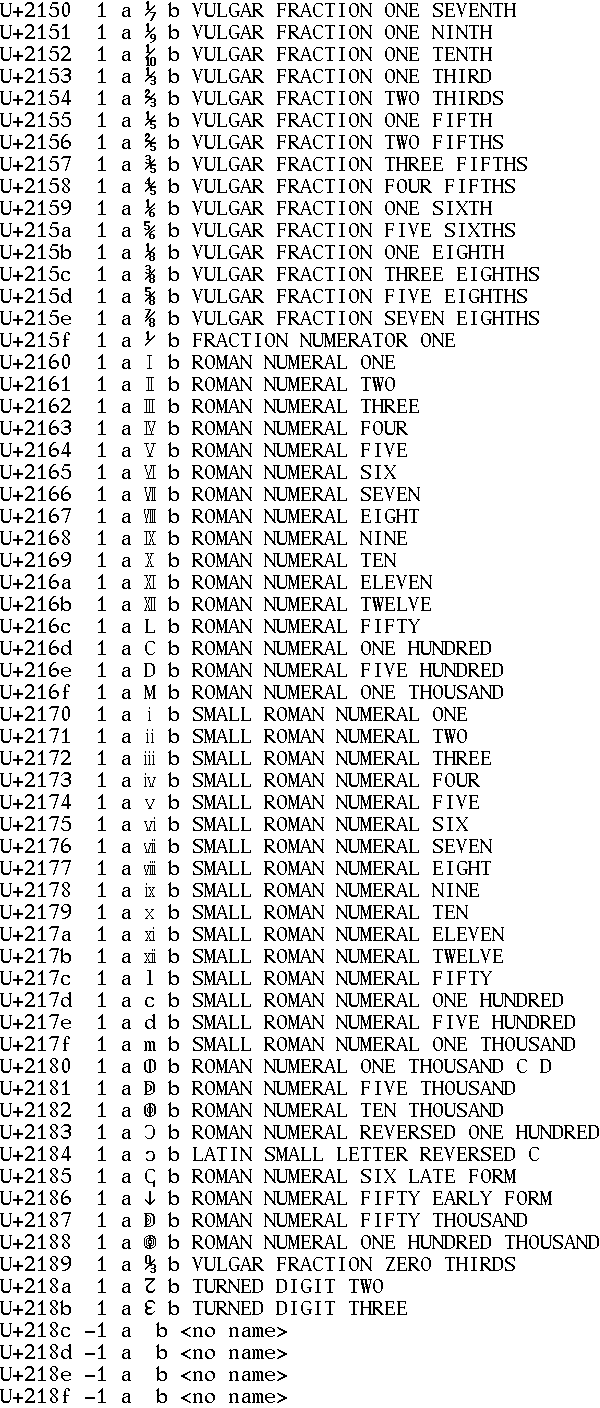 U+2150  1 a ⅐ b VULGAR FRACTION ONE SEVENTH
U+2151  1 a ⅑ b VULGAR FRACTION ONE NINTH
U+2152  1 a ⅒ b VULGAR FRACTION ONE TENTH
U+2153  1 a ⅓ b VULGAR FRACTION ONE THIRD
U+2154  1 a ⅔ b VULGAR FRACTION TWO THIRDS
U+2155  1 a ⅕ b VULGAR FRACTION ONE FIFTH
U+2156  1 a ⅖ b VULGAR FRACTION TWO FIFTHS
U+2157  1 a ⅗ b VULGAR FRACTION THREE FIFTHS
U+2158  1 a ⅘ b VULGAR FRACTION FOUR FIFTHS
U+2159  1 a ⅙ b VULGAR FRACTION ONE SIXTH
U+215a  1 a ⅚ b VULGAR FRACTION FIVE SIXTHS
U+215b  1 a ⅛ b VULGAR FRACTION ONE EIGHTH
U+215c  1 a ⅜ b VULGAR FRACTION THREE EIGHTHS
U+215d  1 a ⅝ b VULGAR FRACTION FIVE EIGHTHS
U+215e  1 a ⅞ b VULGAR FRACTION SEVEN EIGHTHS
U+215f  1 a ⅟ b FRACTION NUMERATOR ONE
U+2160  1 a Ⅰ b ROMAN NUMERAL ONE
U+2161  1 a Ⅱ b ROMAN NUMERAL TWO
U+2162  1 a Ⅲ b ROMAN NUMERAL THREE
U+2163  1 a Ⅳ b ROMAN NUMERAL FOUR
U+2164  1 a Ⅴ b ROMAN NUMERAL FIVE
U+2165  1 a Ⅵ b ROMAN NUMERAL SIX
U+2166  1 a Ⅶ b ROMAN NUMERAL SEVEN
U+2167  1 a Ⅷ b ROMAN NUMERAL EIGHT
U+2168  1 a Ⅸ b ROMAN NUMERAL NINE
U+2169  1 a Ⅹ b ROMAN NUMERAL TEN
U+216a  1 a Ⅺ b ROMAN NUMERAL ELEVEN
U+216b  1 a Ⅻ b ROMAN NUMERAL TWELVE
U+216c  1 a Ⅼ b ROMAN NUMERAL FIFTY
U+216d  1 a Ⅽ b ROMAN NUMERAL ONE HUNDRED
U+216e  1 a Ⅾ b ROMAN NUMERAL FIVE HUNDRED
U+216f  1 a Ⅿ b ROMAN NUMERAL ONE THOUSAND
U+2170  1 a ⅰ b SMALL ROMAN NUMERAL ONE
U+2171  1 a ⅱ b SMALL ROMAN NUMERAL TWO
U+2172  1 a ⅲ b SMALL ROMAN NUMERAL THREE
U+2173  1 a ⅳ b SMALL ROMAN NUMERAL FOUR
U+2174  1 a ⅴ b SMALL ROMAN NUMERAL FIVE
U+2175  1 a ⅵ b SMALL ROMAN NUMERAL SIX
U+2176  1 a ⅶ b SMALL ROMAN NUMERAL SEVEN
U+2177  1 a ⅷ b SMALL ROMAN NUMERAL EIGHT
U+2178  1 a ⅸ b SMALL ROMAN NUMERAL NINE
U+2179  1 a ⅹ b SMALL ROMAN NUMERAL TEN
U+217a  1 a ⅺ b SMALL ROMAN NUMERAL ELEVEN
U+217b  1 a ⅻ b SMALL ROMAN NUMERAL TWELVE
U+217c  1 a ⅼ b SMALL ROMAN NUMERAL FIFTY
U+217d  1 a ⅽ b SMALL ROMAN NUMERAL ONE HUNDRED
U+217e  1 a ⅾ b SMALL ROMAN NUMERAL FIVE HUNDRED
U+217f  1 a ⅿ b SMALL ROMAN NUMERAL ONE THOUSAND
U+2180  1 a ↀ b ROMAN NUMERAL ONE THOUSAND C D
U+2181  1 a ↁ b ROMAN NUMERAL FIVE THOUSAND
U+2182  1 a ↂ b ROMAN NUMERAL TEN THOUSAND
U+2183  1 a Ↄ b ROMAN NUMERAL REVERSED ONE HUNDRED
U+2184  1 a ↄ b LATIN SMALL LETTER REVERSED C
U+2185  1 a ↅ b ROMAN NUMERAL SIX LATE FORM
U+2186  1 a ↆ b ROMAN NUMERAL FIFTY EARLY FORM
U+2187  1 a ↇ b ROMAN NUMERAL FIFTY THOUSAND
U+2188  1 a ↈ b ROMAN NUMERAL ONE HUNDRED THOUSAND
U+2189  1 a ↉ b VULGAR FRACTION ZERO THIRDS
U+218a  1 a ↊ b TURNED DIGIT TWO
U+218b  1 a ↋ b TURNED DIGIT THREE
U+218c -1 a  b <no name>
U+218d -1 a  b <no name>
U+218e -1 a  b <no name>
U+218f -1 a  b <no name>